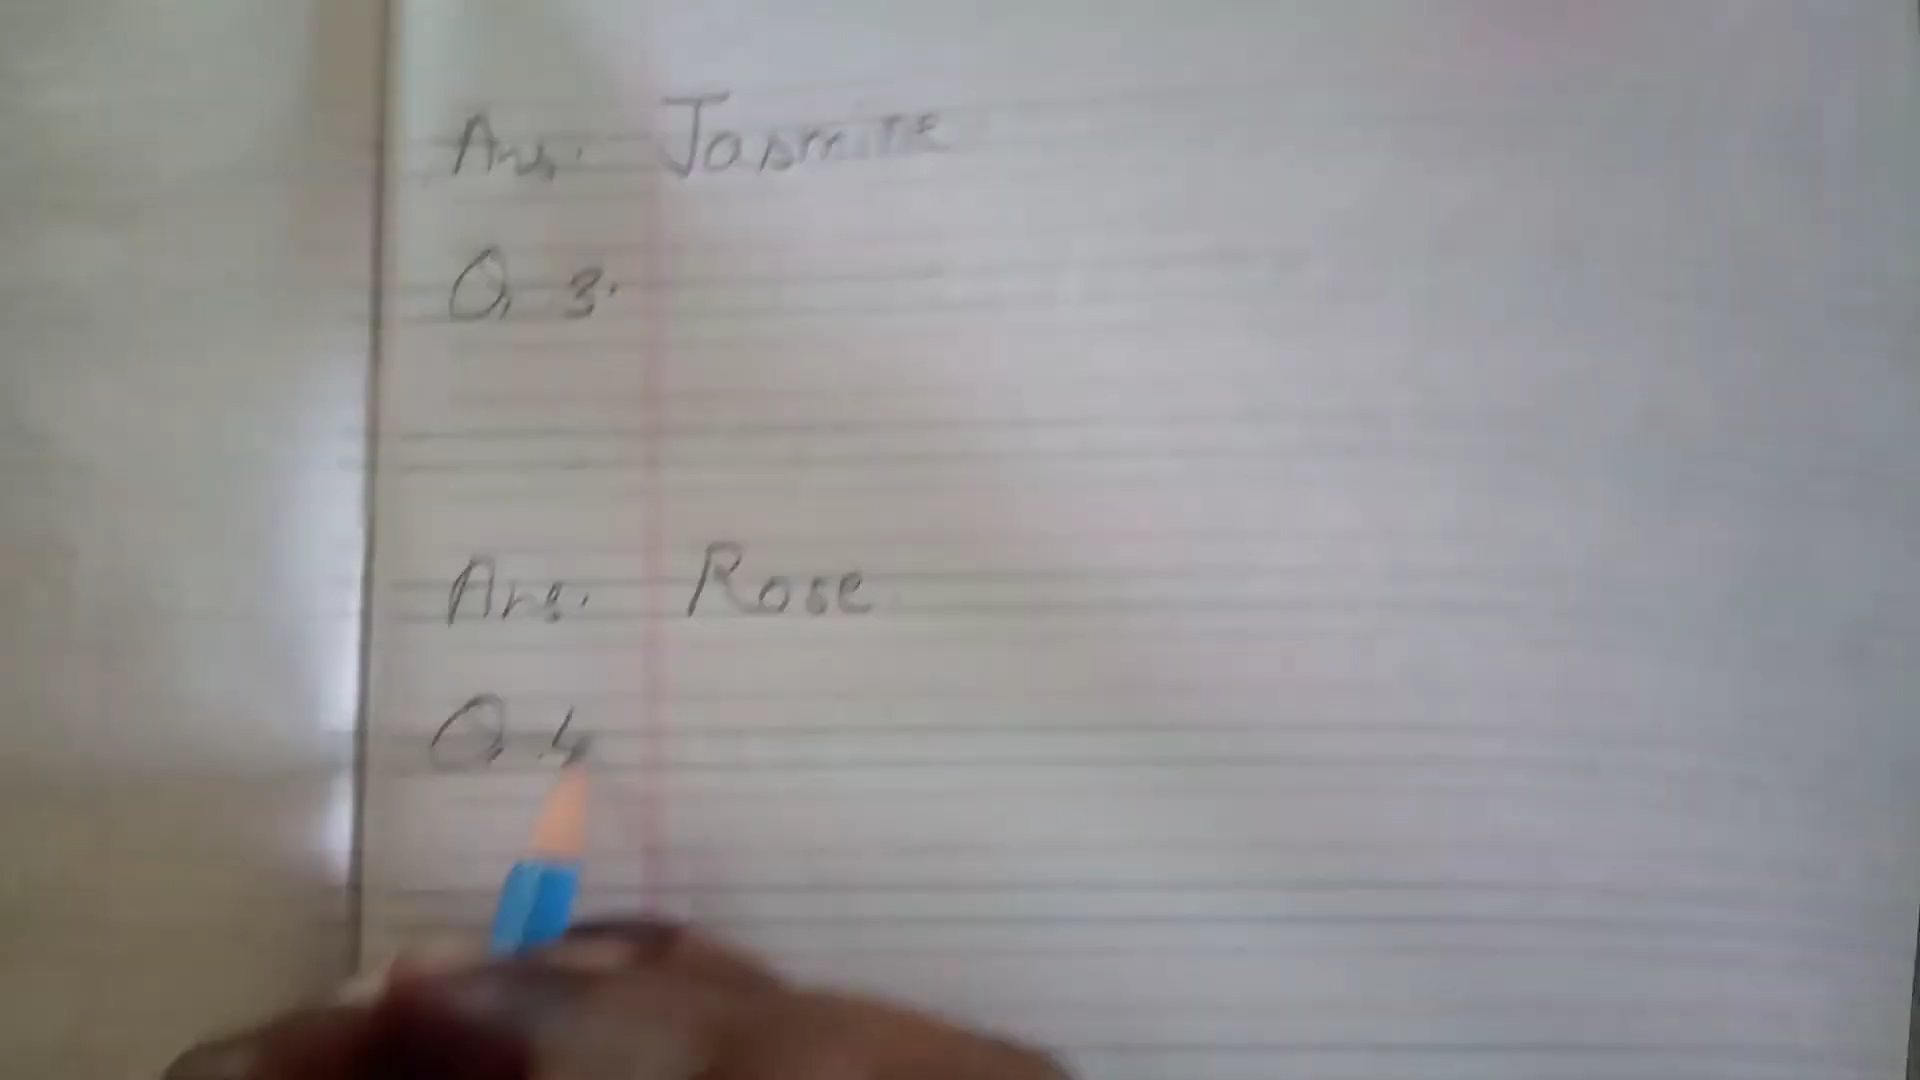 Ans. Jasmine
Q. 3.
Ans. Rose
Q. 4